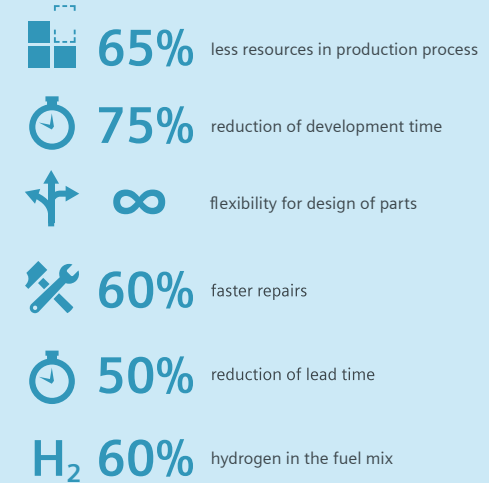 65% less resources in production process
75% reduction of development time
∞ flexibility for design of parts
60% faster repairs
50% reduction of lead time
H₂ 60% hydrogen in the fuel mix